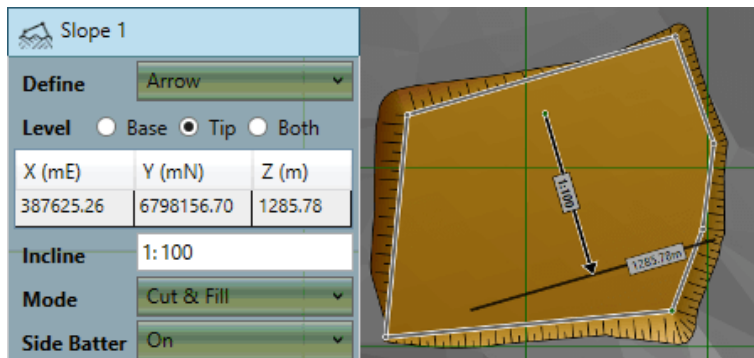 Slope 1
Define Arrow
Level Base Tip Both
X (mE) Y (mN) Z (m)
387625.26 6798156.70 1285.78
Incline 1: 100
Mode Cut & Fill
Side Batter On
1:100
1285.78m